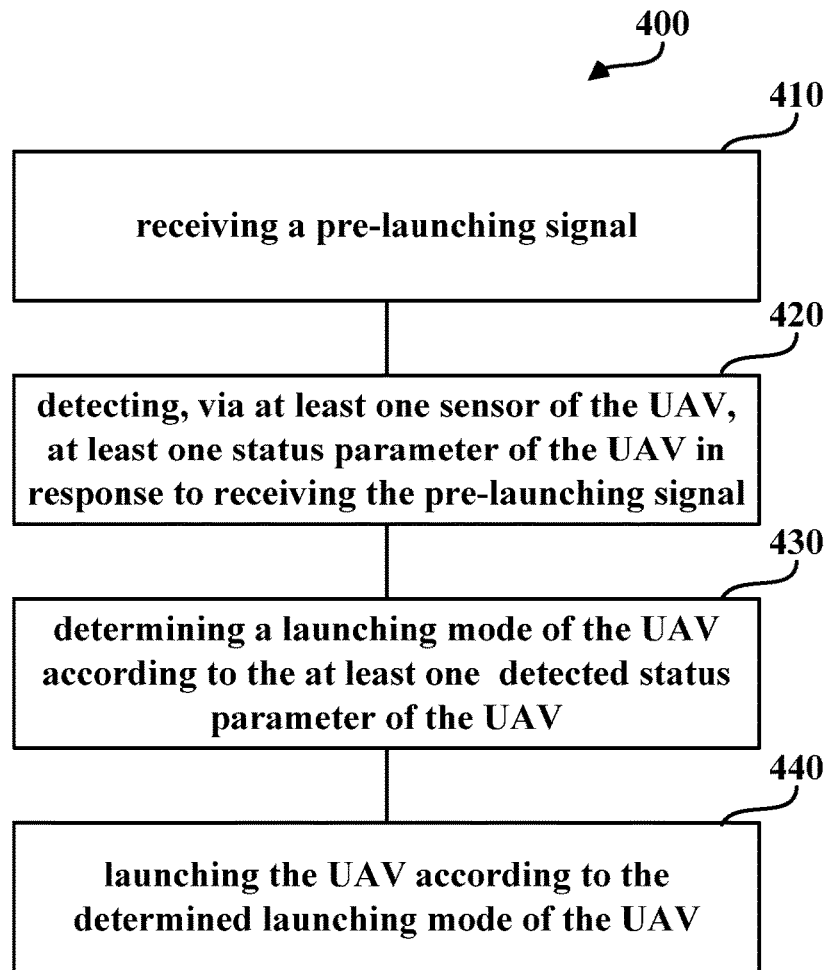 400
410
receiving a pre-launching signal
420
detecting, via at least one sensor of the UAV,
at least one status parameter of the UAV in
response to receiving the pre-launching signal
430
determining a launching mode of the UAV
according to the at least one detected status
parameter of the UAV
440
launching the UAV according to the
determined launching mode of the UAV